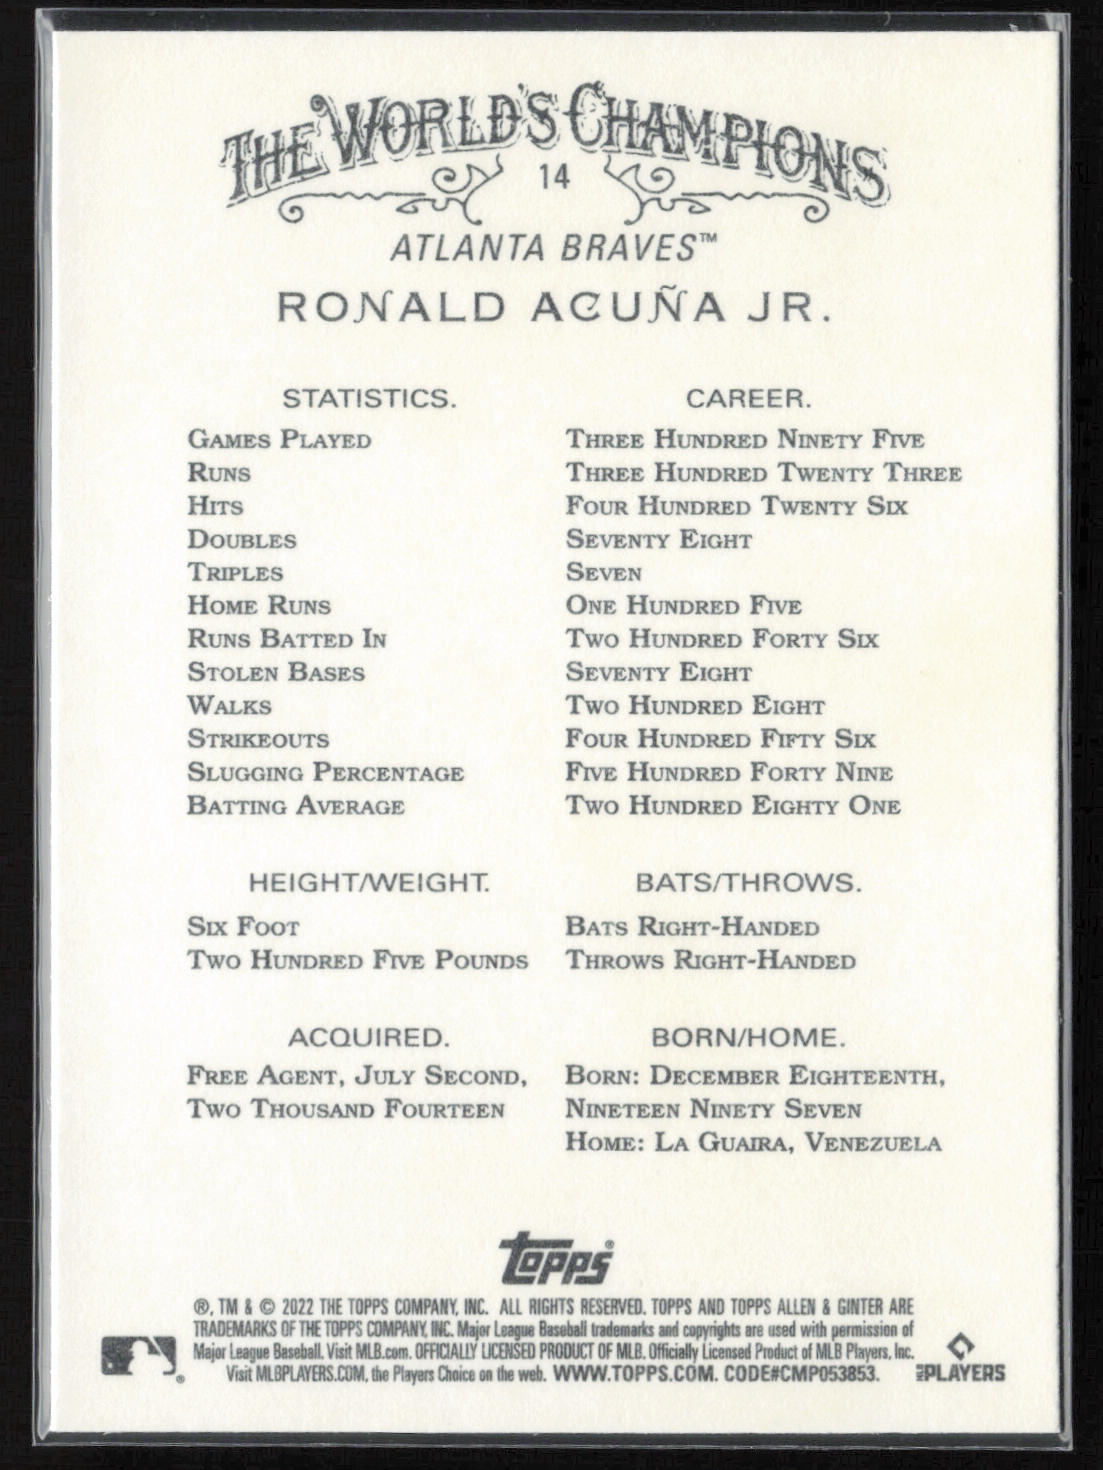 THE WORLD'S CHAMPIONS
14
ATLANTA BRAVES™
RONALD ACUÑA JR.
STATISTICS. CAREER.
GAMES PLAYED THREE HUNDRED NINETY FIVE
RUNS THREE HUNDRED TWENTY THREE
HITS FOUR HUNDRED TWENTY SIX
DOUBLES SEVENTY EIGHT
TRIPLES SEVEN
HOME RUNS ONE HUNDRED FIVE
RUNS BATTED IN TWO HUNDRED FORTY SIX
STOLEN BASES SEVENTY EIGHT
WALKS TWO HUNDRED EIGHT
STRIKEOUTS FOUR HUNDRED FIFTY SIX
SLUGGING PERCENTAGE FIVE HUNDRED FORTY NINE
BATTING AVERAGE TWO HUNDRED EIGHTY ONE
HEIGHT/WEIGHT. BATS/THROWS.
SIX FOOT BATS RIGHT-HANDED
TWO HUNDRED FIVE POUNDS THROWS RIGHT-HANDED
ACQUIRED. BORN/HOME.
FREE AGENT, JULY SECOND, BORN: DECEMBER EIGHTEENTH,
TWO THOUSAND FOURTEEN NINETEEN NINETY SEVEN
HOME: LA GUAIRA, VENEZUELA
topps®
®, TM & © 2022 THE TOPPS COMPANY, INC. ALL RIGHTS RESERVED. TOPPS AND TOPPS ALLEN & GINTER ARE
TRADEMARKS OF THE TOPPS COMPANY, INC. Major League Baseball trademarks and copyrights are used with permission of
Major League Baseball. Visit MLB.com. OFFICIALLY LICENSED PRODUCT OF MLB. Officially Licensed Product of MLB Players, Inc.
Visit MLBPLAYERS.COM, the Players Choice on the web. WWW.TOPPS.COM. CODE#CMP053853.
MLB PLAYERS